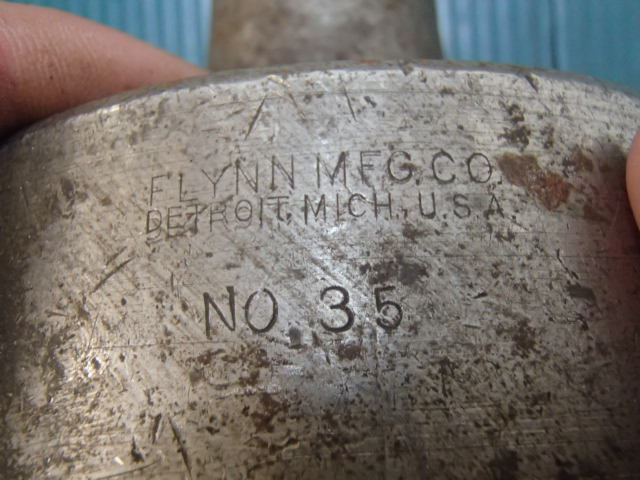 FLYNN MFG. CO.
DETROIT, MICH., U.S.A.
NO. 35